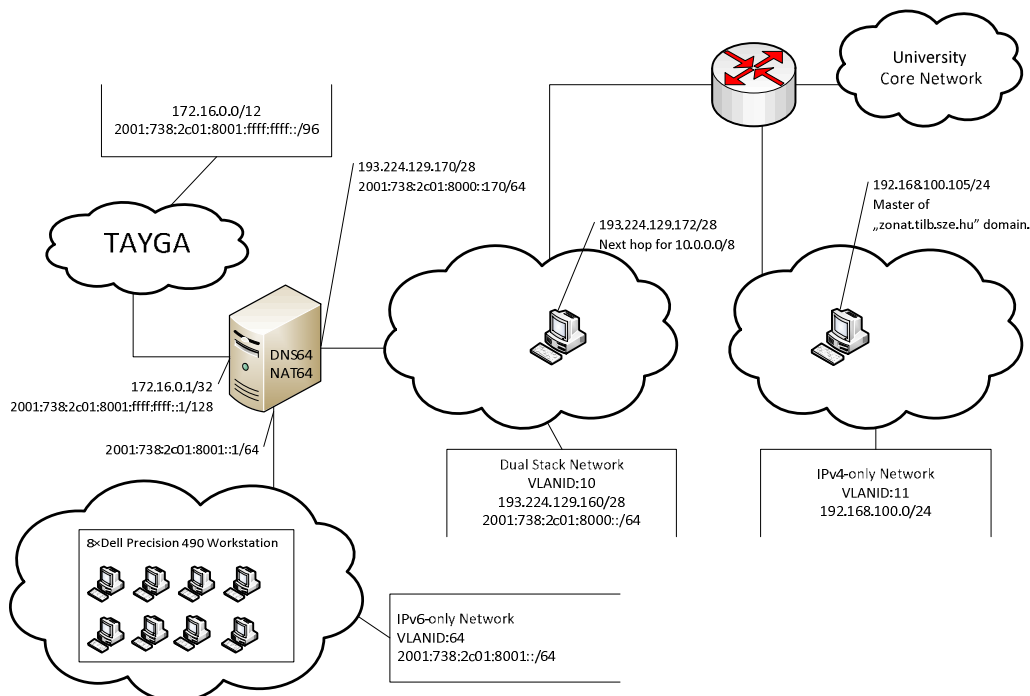 University
Core Network
172.16.0.0/12
2001:738:2c01:8001:ffff:ffff::/96
193.224.129.170/28
2001:738:2c01:8000::170/64
192.168.100.105/24
Master of
„zonat.tilb.sze.hu” domain.
193.224.129.172/28
Next hop for 10.0.0.0/8
TAYGA
DNS64
NAT64
172.16.0.1/32
2001:738:2c01:8001:ffff:ffff::1/128
2001:738:2c01:8001::1/64
Dual Stack Network
VLANID:10
193.224.129.160/28
2001:738:2c01:8000::/64
IPv4-only Network
VLANID:11
192.168.100.0/24
8×Dell Precision 490 Workstation
IPv6-only Network
VLANID:64
2001:738:2c01:8001::/64